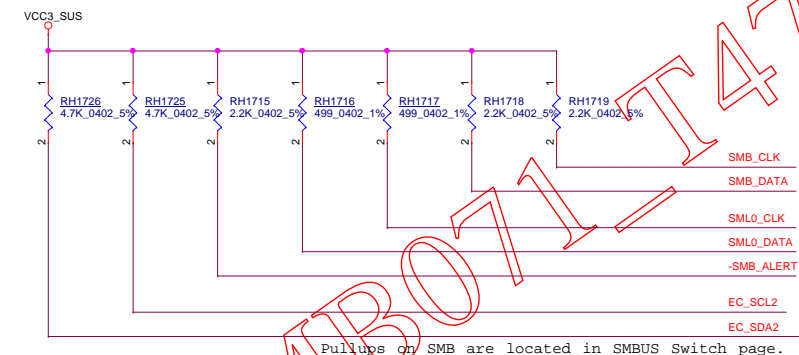 VCC3_SUS
1 1 1 1 1 1 1
RH1726 RH1725 RH1715 RH1716 RH1717 RH1718 RH1719
4.7K_0402_5% 4.7K_0402_5% 2.2K_0402_5% 499_0402_1% 499_0402_1% 2.2K_0402_5% 2.2K_0402_5%
2 2 2 2 2 2 2
SMB_CLK
SMB_DATA
SML0_CLK
SML0_DATA
-SMB_ALERT
EC_SCL2
EC_SDA2
Pullups on SMB are located in SMBUS Switch page.